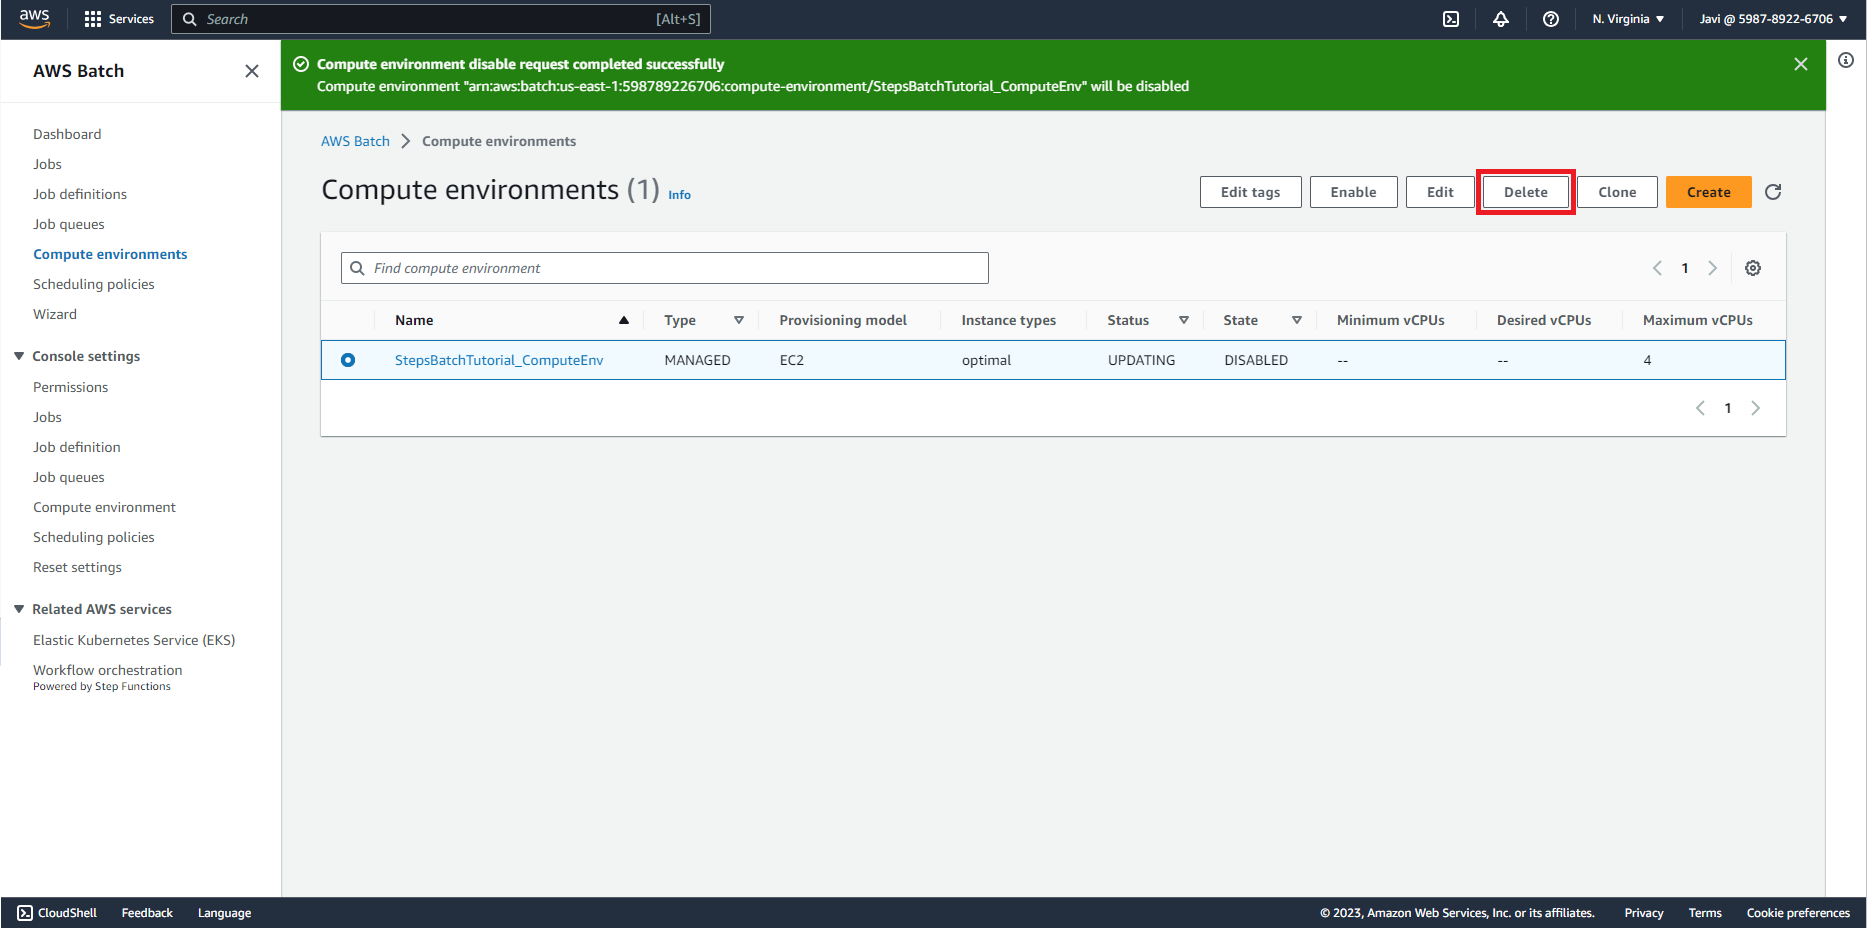 aws
Services
Search
[Alt+S]
N. Virginia
Javi @ 5987-8922-6706
AWS Batch
Dashboard
Jobs
Job definitions
Job queues
Compute environments
Scheduling policies
Wizard
Console settings
Permissions
Jobs
Job definition
Job queues
Compute environment
Scheduling policies
Reset settings
Related AWS services
Elastic Kubernetes Service (EKS)
Workflow orchestration
Powered by Step Functions
Compute environment disable request completed successfully
Compute environment "arn:aws:batch:us-east-1:598789226706:compute-environment/StepsBatchTutorial_ComputeEnv" will be disabled
AWS Batch > Compute environments
Compute environments (1) Info
Edit tags
Enable
Edit
Delete
Clone
Create
Find compute environment
1
Name Type Provisioning model Instance types Status State Minimum vCPUs Desired vCPUs Maximum vCPUs
StepsBatchTutorial_ComputeEnv MANAGED EC2 optimal UPDATING DISABLED -- -- 4
1
CloudShell Feedback Language
© 2023, Amazon Web Services, Inc. or its affiliates. Privacy Terms Cookie preferences